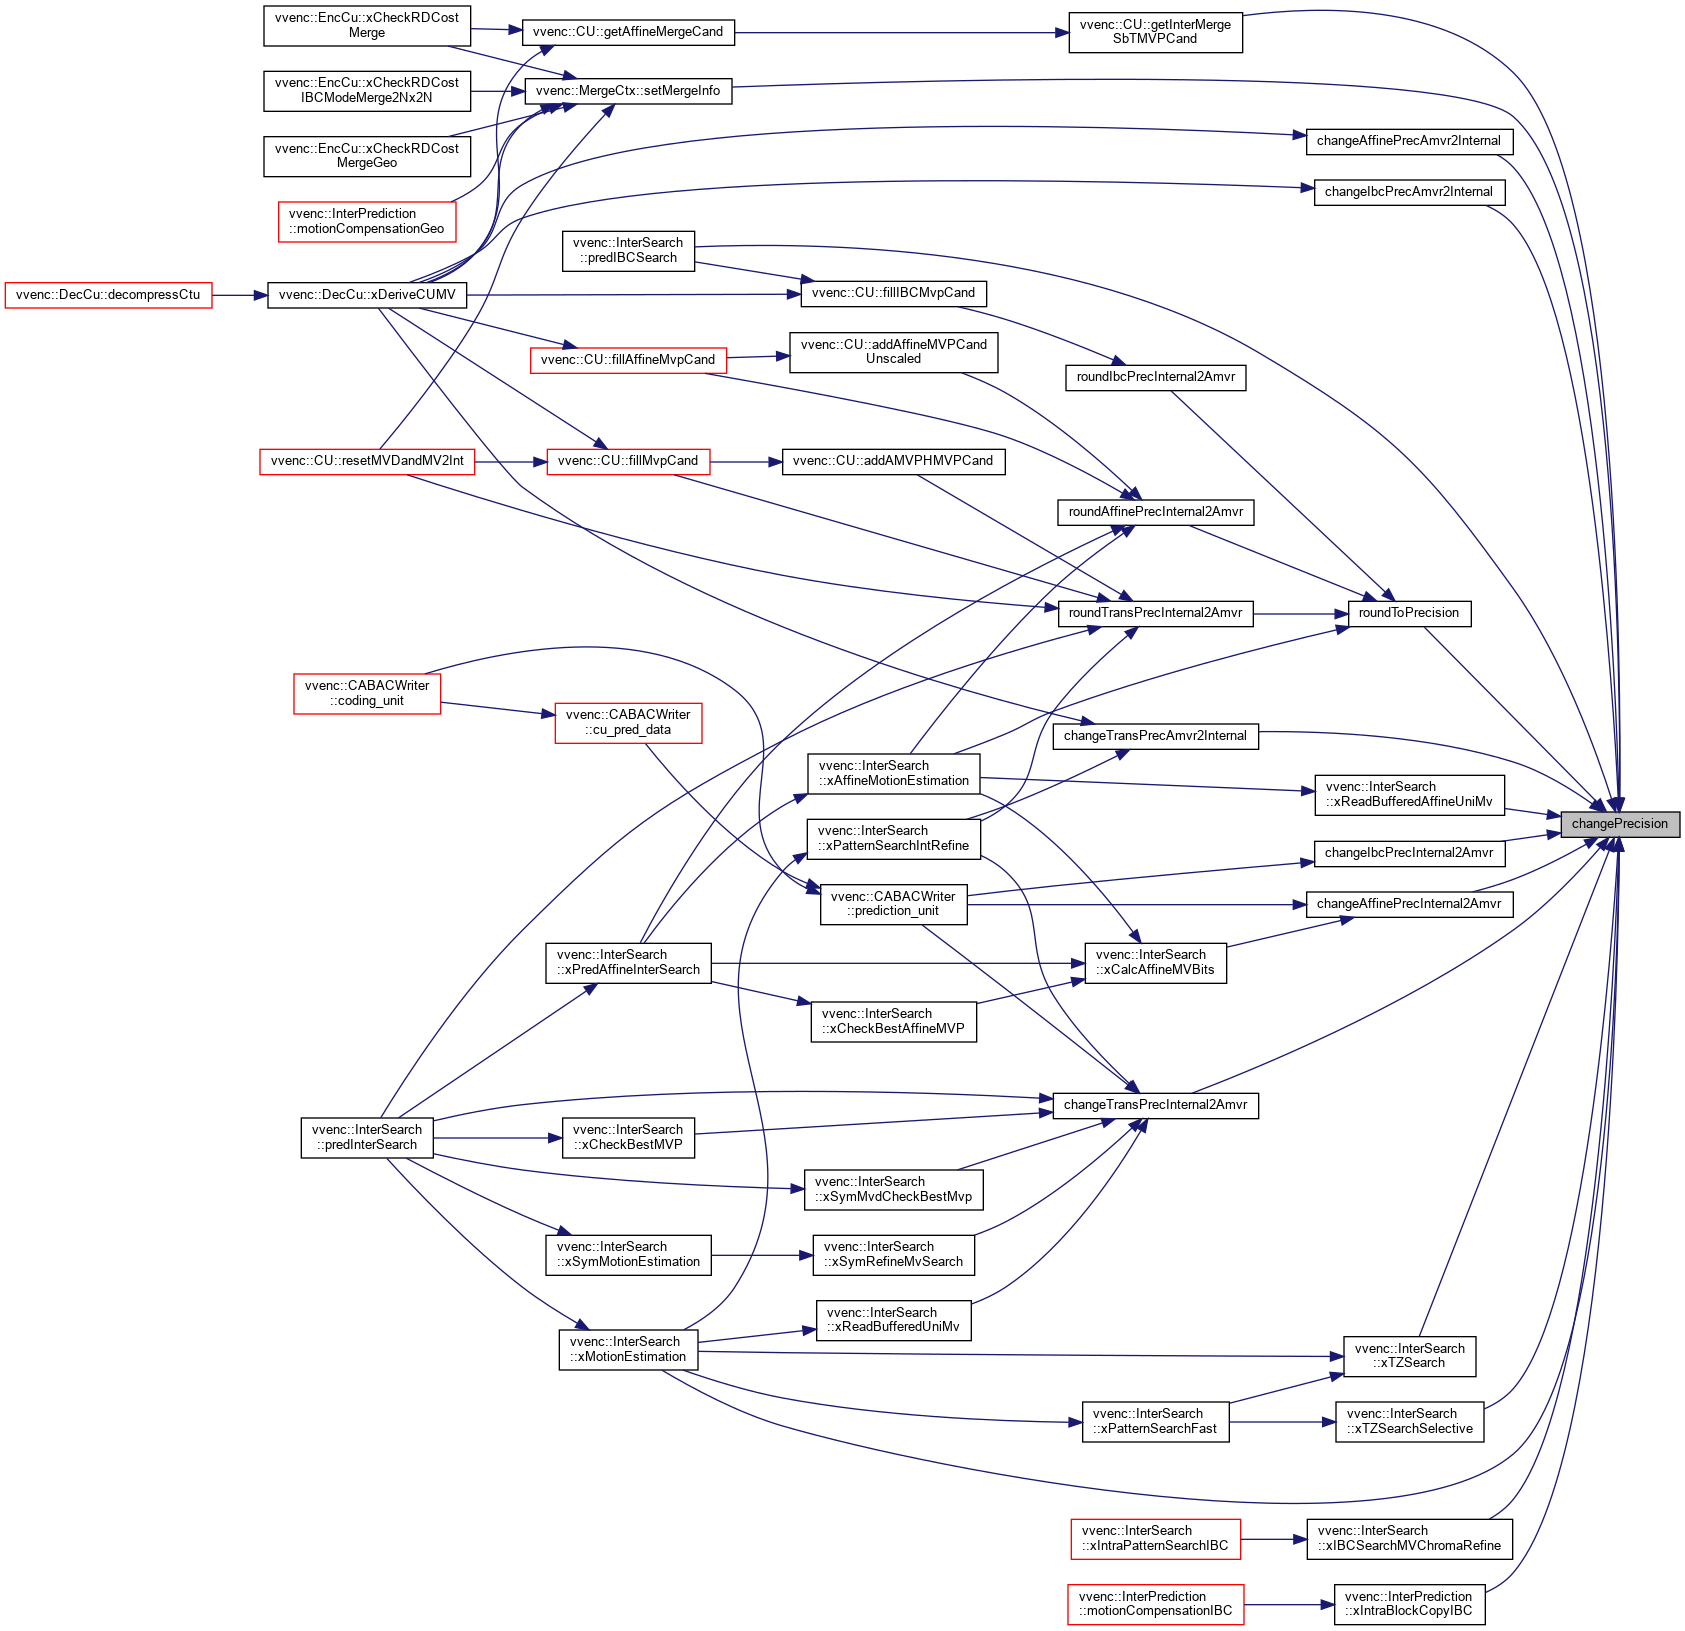 vvenc::EncCu::xCheckRDCost
Merge
vvenc::CU::getAffineMergeCand
vvenc::CU::getInterMerge
SbTMVPCand
vvenc::EncCu::xCheckRDCost
IBCModeMerge2Nx2N
vvenc::MergeCtx::setMergeInfo
vvenc::EncCu::xCheckRDCost
MergeGeo
changeAffinePrecAmvr2Internal
changeIbcPrecAmvr2Internal
vvenc::InterPrediction
::motionCompensationGeo
vvenc::InterSearch
::predIBCSearch
vvenc::DecCu::decompressCtu
vvenc::DecCu::xDeriveCUMV
vvenc::CU::fillIBCMvpCand
vvenc::CU::fillAffineMvpCand
vvenc::CU::addAffineMVPCand
Unscaled
roundIbcPrecInternal2Amvr
vvenc::CU::resetMVDandMV2Int
vvenc::CU::fillMvpCand
vvenc::CU::addAMVPHMVPCand
roundAffinePrecInternal2Amvr
roundTransPrecInternal2Amvr
roundToPrecision
vvenc::CABACWriter
::coding_unit
vvenc::CABACWriter
::cu_pred_data
changeTransPrecAmvr2Internal
vvenc::InterSearch
::xAffineMotionEstimation
vvenc::InterSearch
::xReadBufferedAffineUniMv
changePrecision
vvenc::InterSearch
::xPatternSearchIntRefine
changeIbcPrecInternal2Amvr
vvenc::CABACWriter
::prediction_unit
changeAffinePrecInternal2Amvr
vvenc::InterSearch
::xPredAffineInterSearch
vvenc::InterSearch
::xCalcAffineMVBits
vvenc::InterSearch
::xCheckBestAffineMVP
changeTransPrecInternal2Amvr
vvenc::InterSearch
::predInterSearch
vvenc::InterSearch
::xCheckBestMVP
vvenc::InterSearch
::xSymMvdCheckBestMvp
vvenc::InterSearch
::xSymMotionEstimation
vvenc::InterSearch
::xSymRefineMvSearch
vvenc::InterSearch
::xReadBufferedUniMv
vvenc::InterSearch
::xMotionEstimation
vvenc::InterSearch
::xTZSearch
vvenc::InterSearch
::xPatternSearchFast
vvenc::InterSearch
::xTZSearchSelective
vvenc::InterSearch
::xIntraPatternSearchIBC
vvenc::InterSearch
::xIBCSearchMVChromaRefine
vvenc::InterPrediction
::motionCompensationIBC
vvenc::InterPrediction
::xIntraBlockCopyIBC